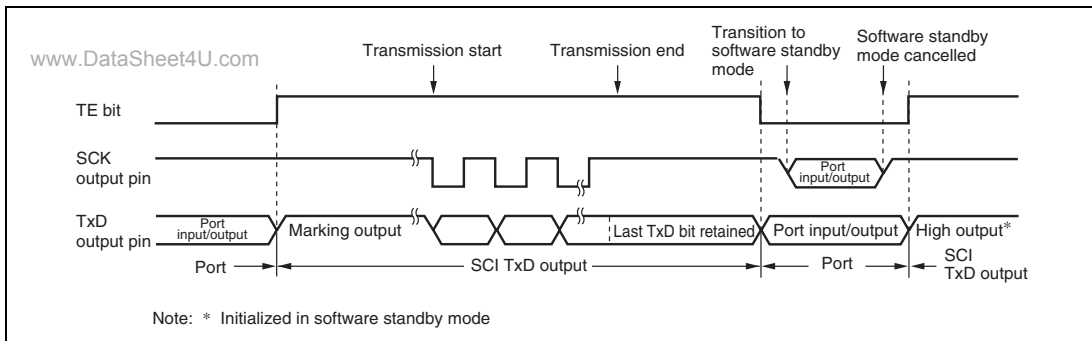 www.DataSheet4U.com
Transmission start
Transmission end
Transition to
software standby
mode
Software standby
mode cancelled
TE bit
SCK
output pin
Port
input/output
TxD
output pin
Port
input/output
Marking output
Last TxD bit retained
Port input/output
High output*
Port
SCI TxD output
Port
SCI
TxD output
Note: * Initialized in software standby mode